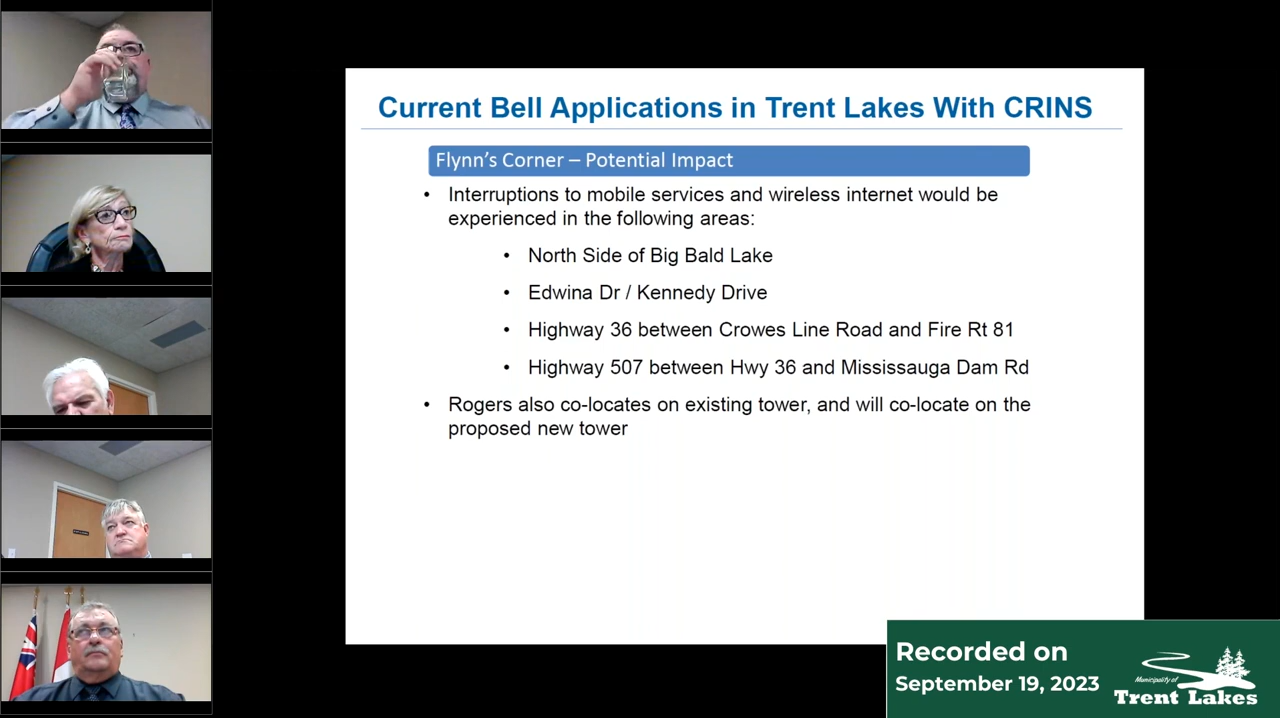 Current Bell Applications in Trent Lakes With CRINS
Flynn's Corner – Potential Impact
• Interruptions to mobile services and wireless internet would be
experienced in the following areas:
• North Side of Big Bald Lake
• Edwina Dr / Kennedy Drive
• Highway 36 between Crowes Line Road and Fire Rt 81
• Highway 507 between Hwy 36 and Mississauga Dam Rd
• Rogers also co-locates on existing tower, and will co-locate on the
proposed new tower
Recorded on
September 19, 2023
Municipality of
Trent Lakes